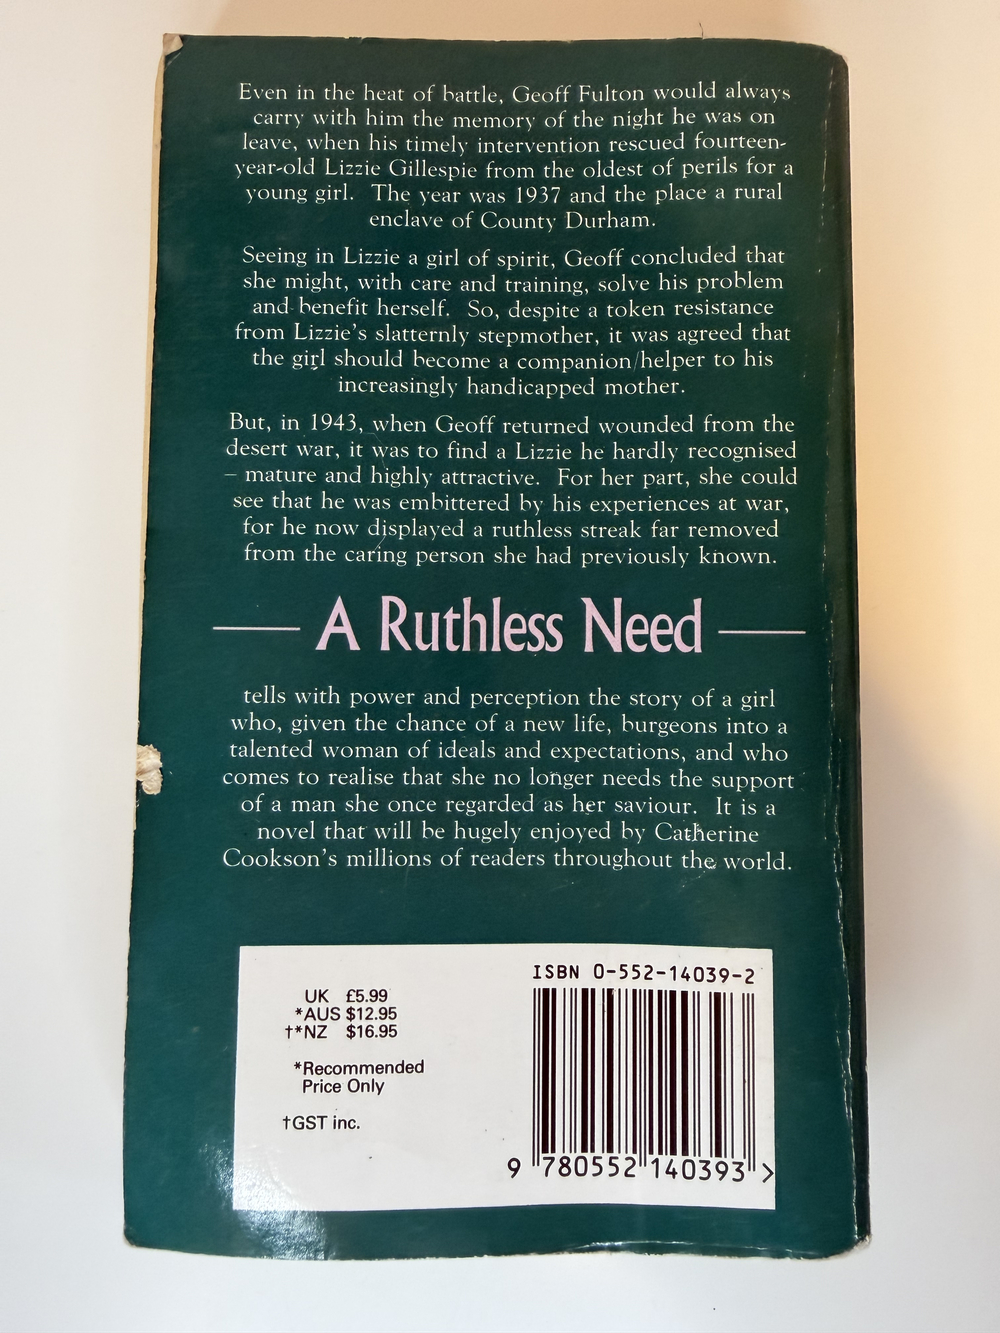 Even in the heat of battle, Geoff Fulton would always
carry with him the memory of the night he was on
leave, when his timely intervention rescued fourteen-
year-old Lizzie Gillespie from the oldest of perils for a
young girl. The year was 1937 and the place a rural
enclave of County Durham.
Seeing in Lizzie a girl of spirit, Geoff concluded that
she might, with care and training, solve his problem
and benefit herself. So, despite a token resistance
from Lizzie's slatternly stepmother, it was agreed that
the girl should become a companion/helper to his
increasingly handicapped mother.
But, in 1943, when Geoff returned wounded from the
desert war, it was to find a Lizzie he hardly recognised
– mature and highly attractive. For her part, she could
see that he was embittered by his experiences at war,
for he now displayed a ruthless streak far removed
from the caring person she had previously known.
A Ruthless Need
tells with power and perception the story of a girl
who, given the chance of a new life, burgeons into a
talented woman of ideals and expectations, and who
comes to realise that she no longer needs the support
of a man she once regarded as her saviour. It is a
novel that will be hugely enjoyed by Catherine
Cookson's millions of readers throughout the world.
UK £5.99
*AUS $12.95
†*NZ $16.95
*Recommended
Price Only
†GST inc.
ISBN 0-552-14039-2
9 780552 140393 >